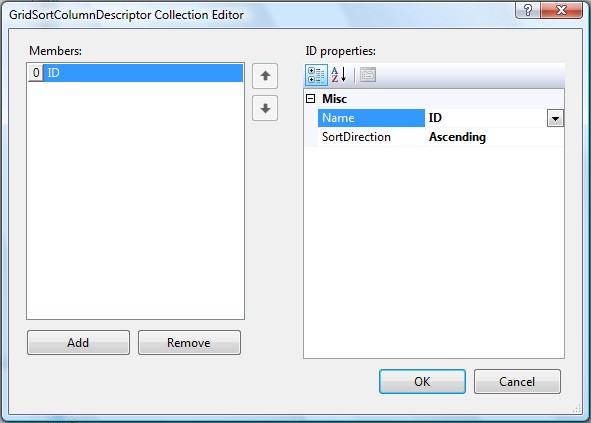 GridSortColumnDescriptor Collection Editor
?
Members:
0 ID
Add
Remove
ID properties:
A
Z
Misc
Name ID
SortDirection Ascending
OK
Cancel